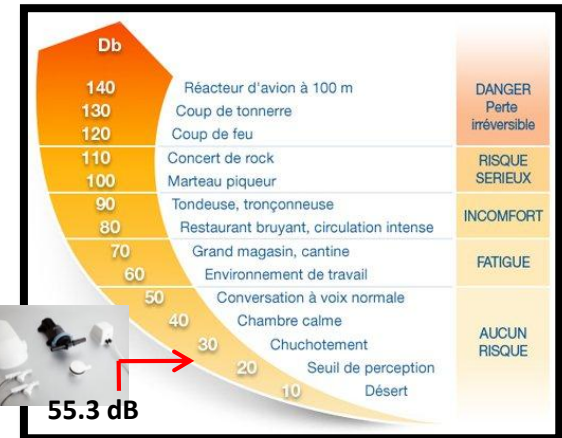 Db
140 Réacteur d'avion à 100 m
130 Coup de tonnerre
120 Coup de feu
DANGER
Perte
irréversible
110 Concert de rock
100 Marteau piqueur
RISQUE
SERIEUX
90 Tondeuse, tronçonneuse
80 Restaurant bruyant, circulation intense
INCOMFORT
70 Grand magasin, cantine
60 Environnement de travail
FATIGUE
50 Conversation à voix normale
40 Chambre calme
30 Chuchotement
20 Seuil de perception
10 Désert
AUCUN
RISQUE
55.3 dB